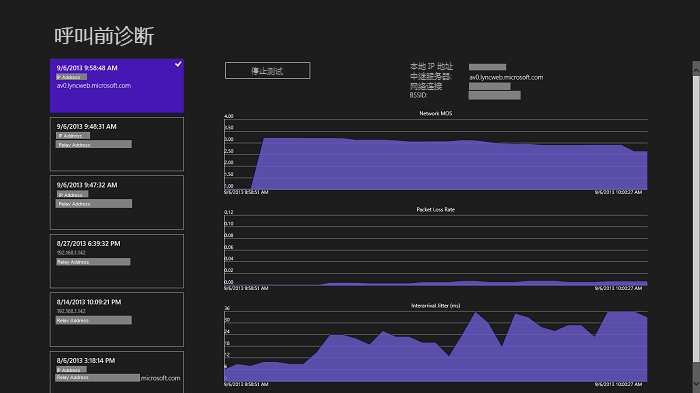 呼叫前诊断
9/6/2013 9:58:48 AM
IP Address
av0.lyncweb.microsoft.com
9/6/2013 9:48:31 AM
IP Address
Relay Address
9/6/2013 9:47:32 AM
IP Address
Relay Address
8/27/2013 6:39:32 PM
192.168.1.142
Relay Address
8/14/2013 10:09:21 PM
192.168.1.142
Relay Address
8/6/2013 3:18:14 PM
IP Address
Relay Address .microsoft.com
停止测试
本地 IP 地址
中继服务器: av0.lyncweb.microsoft.com
网络连接
BSSID:
Network MOS
4.00
3.50
3.00
2.50
2.00
1.50
1.00
9/6/2013 9:58:51 AM 9/6/2013 10:00:27 AM
Packet Loss Rate
0.12
0.10
0.08
0.06
0.04
0.02
0.00
9/6/2013 9:58:51 AM 9/6/2013 10:00:27 AM
Interarrival Jitter (ms)
36
30
24
18
12
6
9/6/2013 9:58:51 AM 9/6/2013 10:00:27 AM